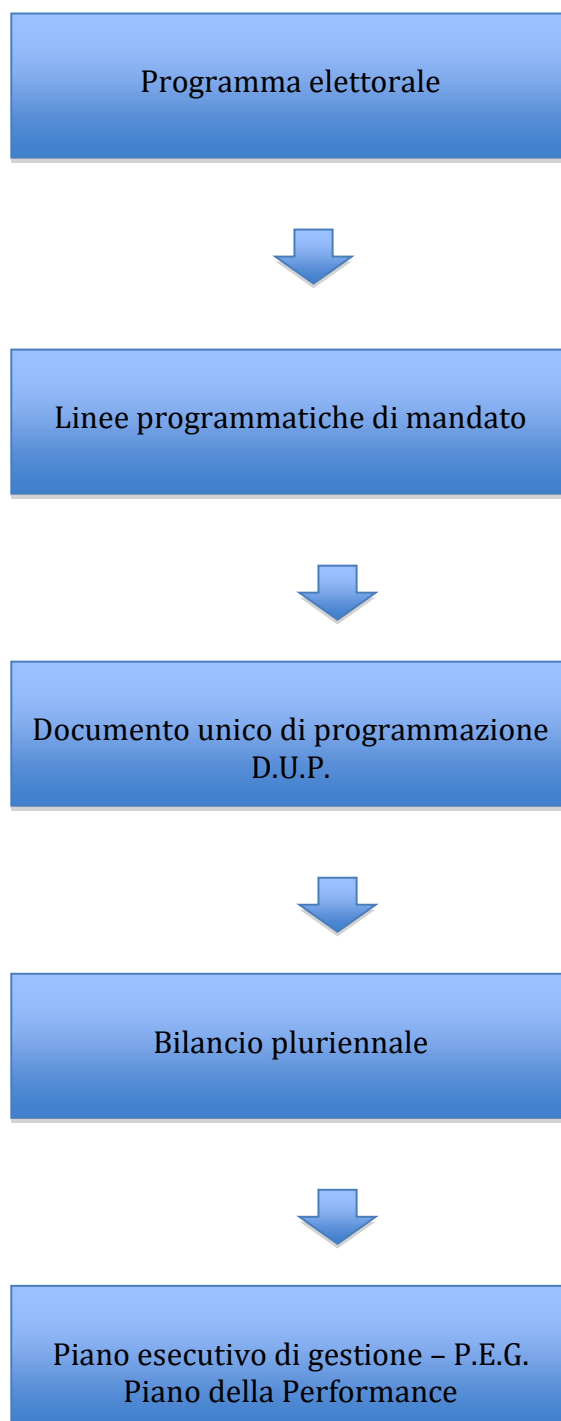 Programma elettorale
Linee programmatiche di mandato
Documento unico di programmazione
D.U.P.
Bilancio pluriennale
Piano esecutivo di gestione – P.E.G.
Piano della Performance